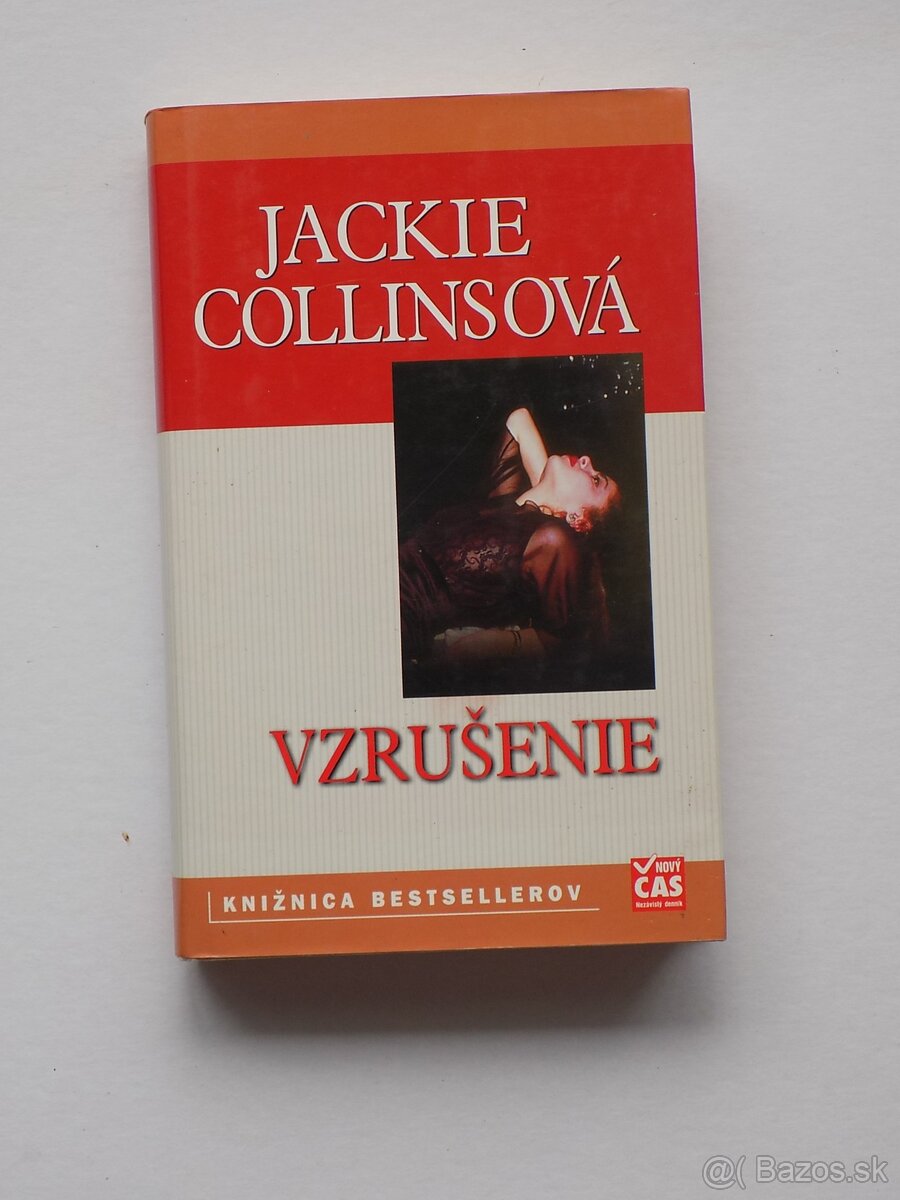 JACKIE
COLLINSOVÁ
VZRUŠENIE
KNIŽNICA BESTSELLEROV
NOVÝ
ČAS
Nezávislý denník
@( Bazos.sk